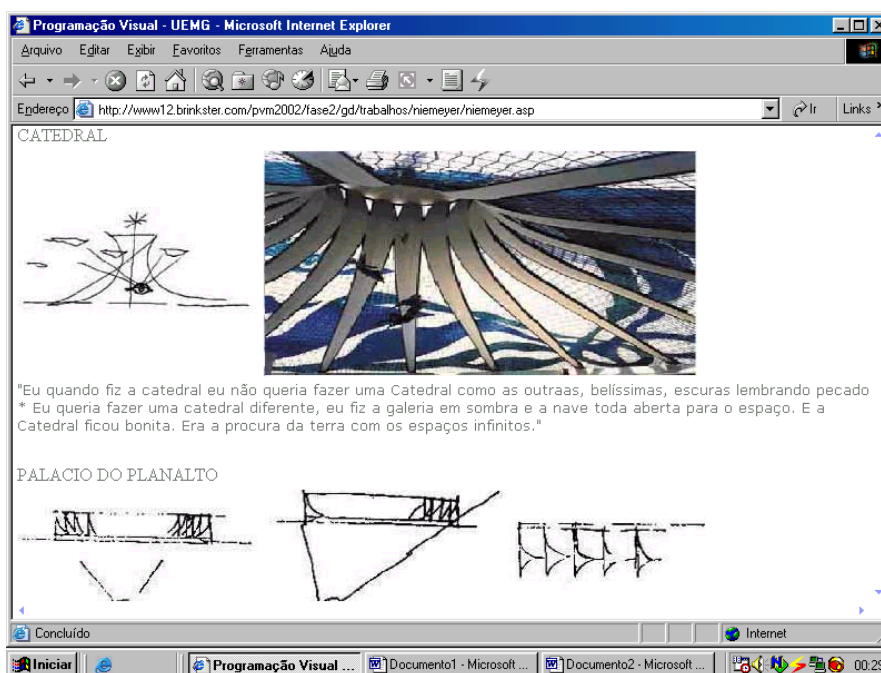 Programação Visual - UEMG - Microsoft Internet Explorer
Arquivo Editar Exibir Favoritos Ferramentas Ajuda
Endereço http://www12.brinkster.com/pvm2002/fase2/gd/trabalhos/niemeyer/niemeyer.asp Ir Links
CATEDRAL
"Eu quando fiz a catedral eu não queria fazer uma Catedral como as outraas, belíssimas, escuras lembrando pecado
* Eu queria fazer uma catedral diferente, eu fiz a galeria em sombra e a nave toda aberta para o espaço. E a
Catedral ficou bonita. Era a procura da terra com os espaços infinitos."
PALACIO DO PLANALTO
Concluído Internet
Iniciar Programação Visual ... Documento1 - Microsoft ... Documento2 - Microsoft ... 00:29